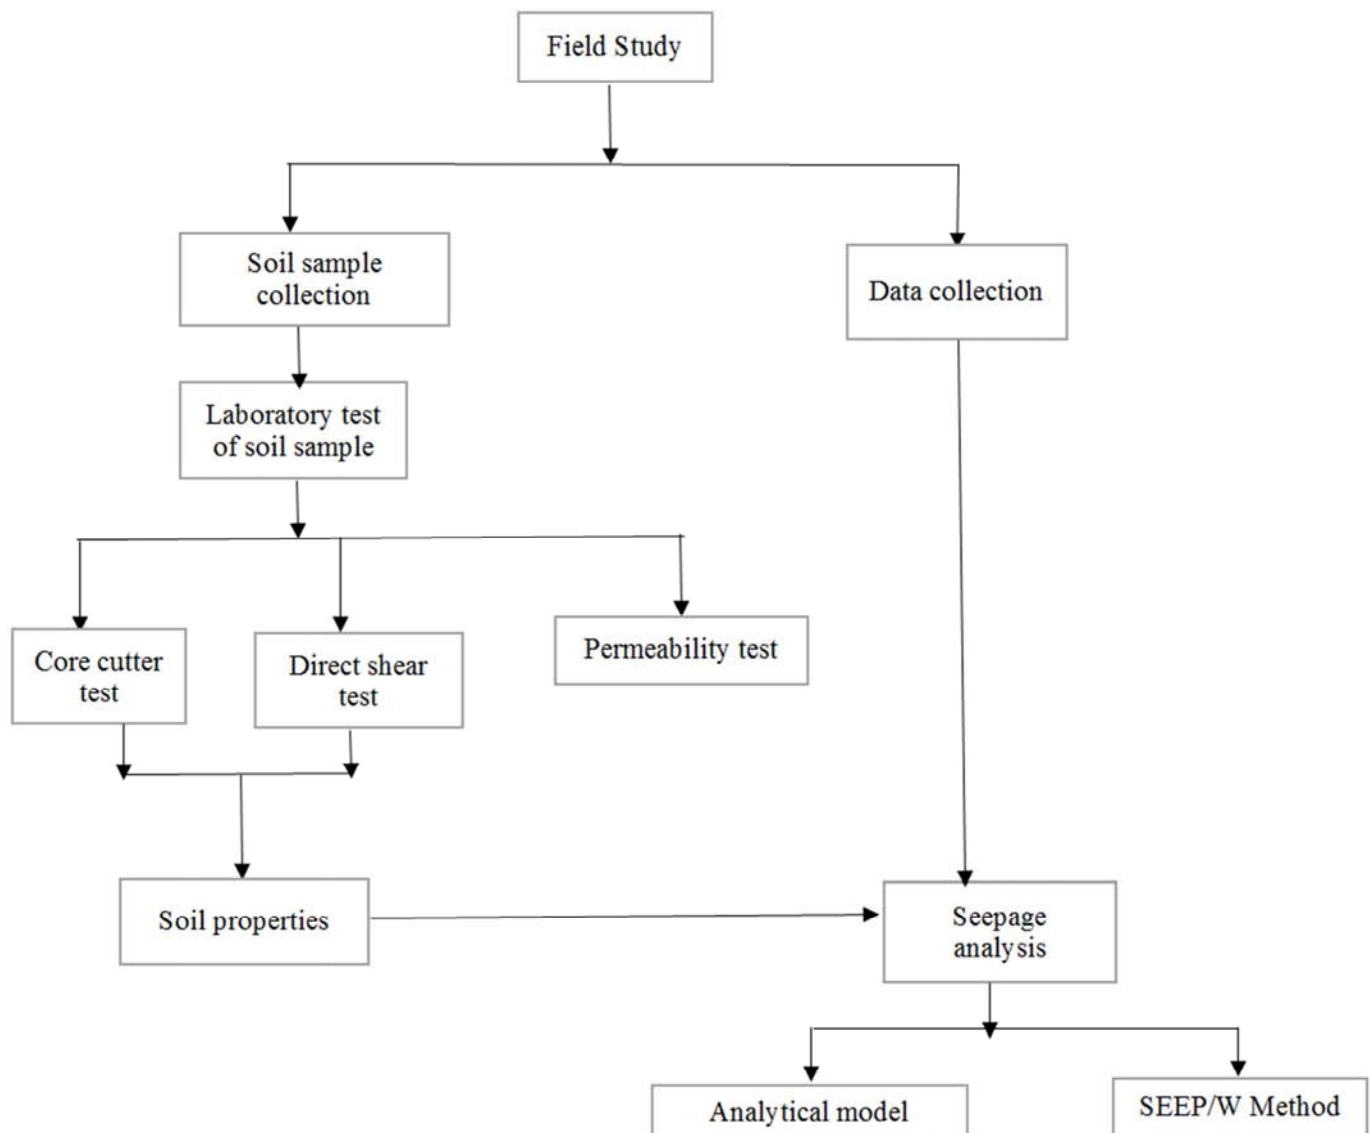 Field Study
Soil sample
collection
Data collection
Laboratory test
of soil sample
Core cutter
test
Direct shear
test
Permeability test
Soil properties
Seepage
analysis
Analytical model
SEEP/W Method